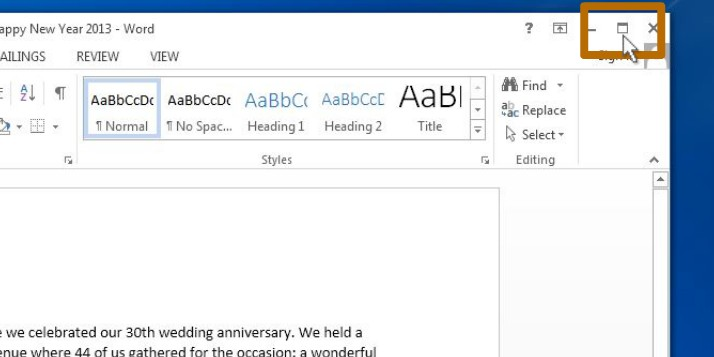 appy New Year 2013 - Word
AILINGS REVIEW VIEW
AaBbCcDc AaBbCcDc AaBbCc AaBbCcE AaBl
¶ Normal ¶ No Spac... Heading 1 Heading 2 Title
Find
Replace
Select
Styles Editing
we celebrated our 30th wedding anniversary. We held a
enue where 44 of us gathered for the occasion; a wonderful